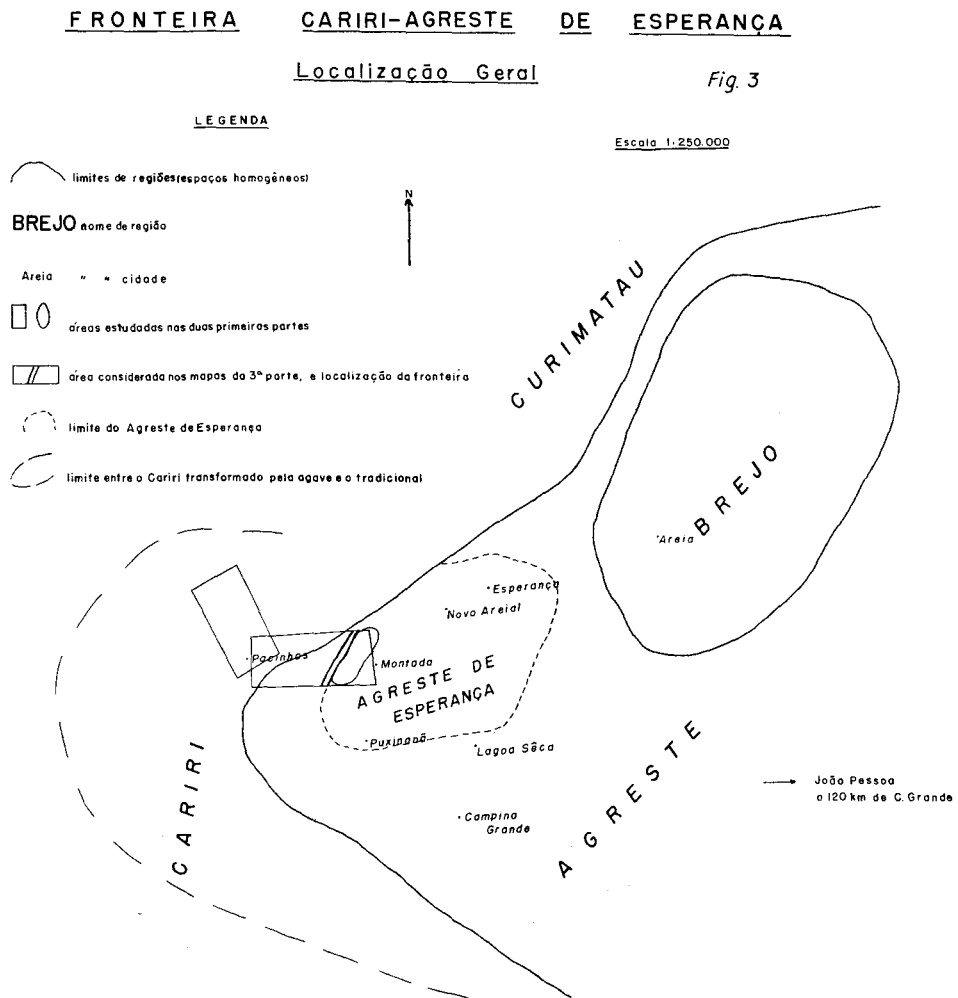 FRONTEIRA CARIRI-AGRESTE DE ESPERANÇA
Localização Geral
Fig. 3
LEGENDA
Escala 1:250.000
limites de regiões(espaços homogêneos)
N
BREJO nome de região
Areia " " cidade
áreas estudadas nas duas primeiras partes
área considerada nos mapas da 3ª parte, e localização da fronteira
limite do Agreste de Esperança
limite entre o Cariri transformado pela agave e o tradicional
CURIMATAU
BREJO
Areia
Esperança
Novo Areial
Pocinhos
Montada
AGRESTE DE
ESPERANÇA
Puxinanã
Lagoa Sêca
CARIRI
AGRESTE
João Pessoa
a 120 km de C. Grande
Campina
Grande